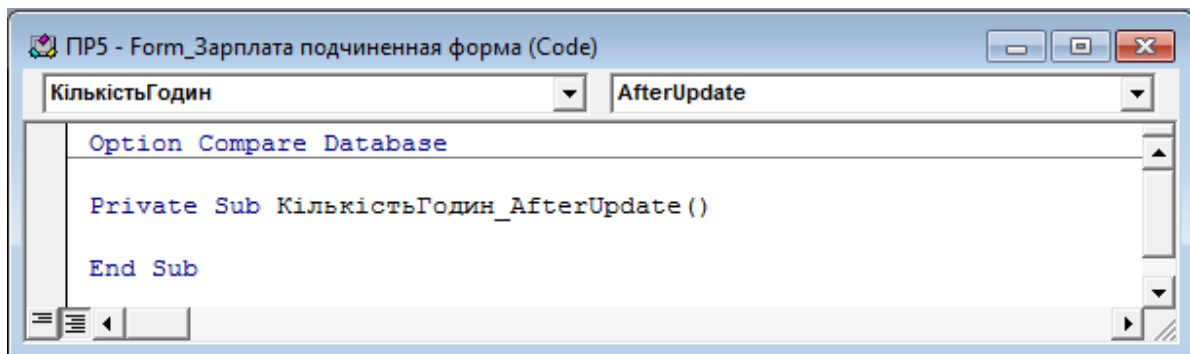 ПР5 - Form_Зарплата подчиненная форма (Code)
КількістьГодин AfterUpdate
Option Compare Database
Private Sub КількістьГодин_AfterUpdate()
End Sub